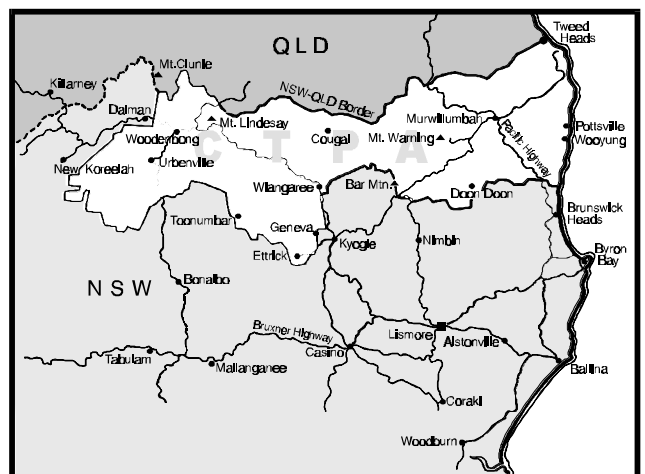 QLD
Tweed
Heads
Mt.Clunie
Killarney
NSW-QLD Border
Dalman
Mt. Lindesay
Murwillumbah
Pacific Highway
Pottsville
Wooyung
Woodenbong
Cougal
Mt. Warning
C T P A
New Koreelah
Urbenville
Wiangaree
Bar Mtn.
Doon Doon
Toonumbar
Geneva
Kyogle
Nimbin
Brunswick
Heads
Ettrick
Byron
Bay
NSW
Bonalbo
Bruxner Highway
Lismore
Alstonville
Casino
Tabulam
Mallanganee
Ballina
Coraki
Woodburn